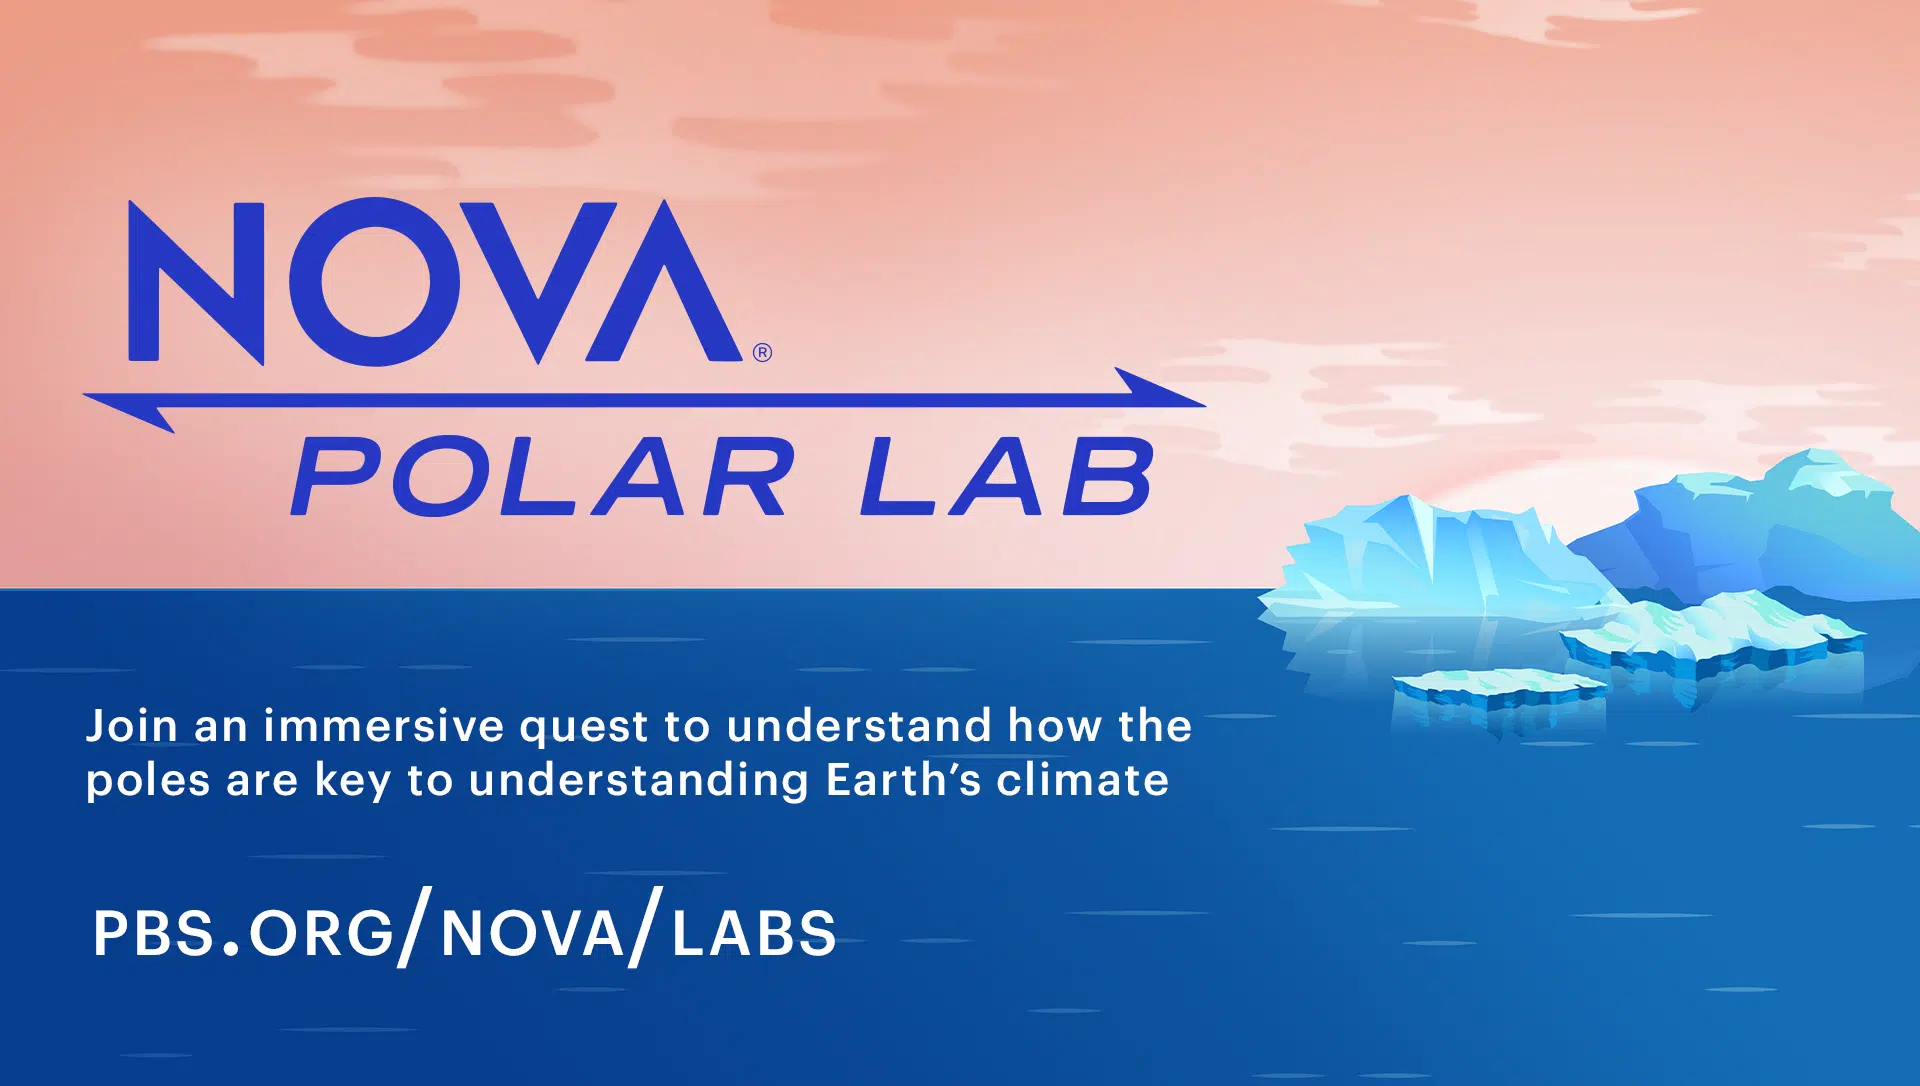 NOVA®
POLAR LAB
Join an immersive quest to understand how the
poles are key to understanding Earth’s climate
PBS.ORG/NOVA/LABS